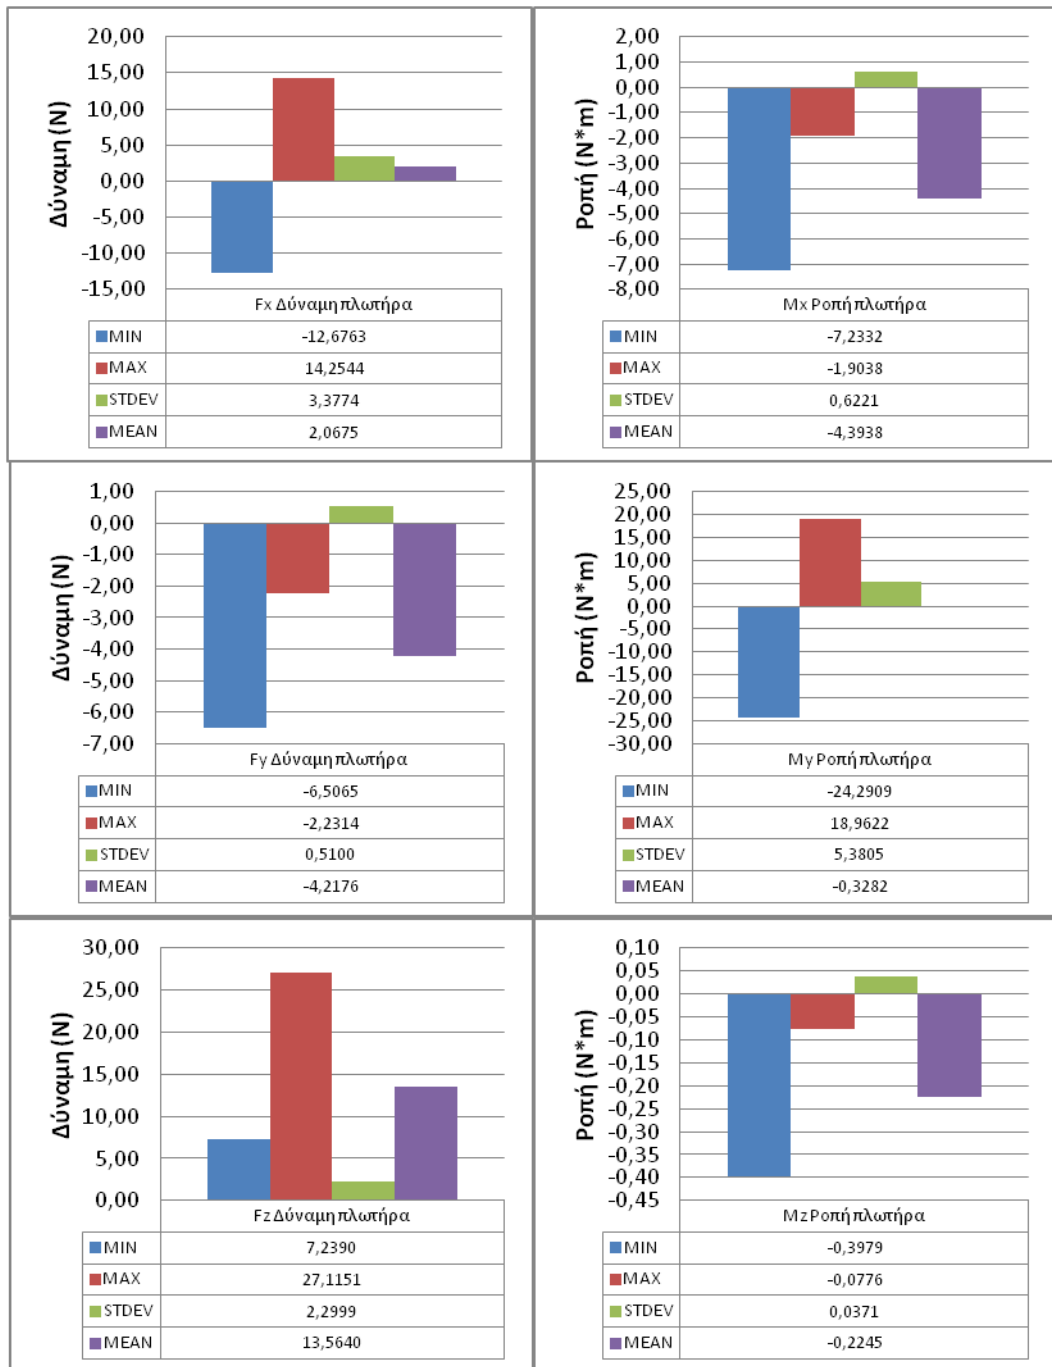 Δύναμη (N)
20,00
15,00
10,00
5,00
0,00
-5,00
-10,00
-15,00
Fx Δύναμη πλωτήρα
MIN -12,6763
MAX 14,2544
STDEV 3,3774
MEAN 2,0675
Ροπή (N*m)
2,00
1,00
0,00
-1,00
-2,00
-3,00
-4,00
-5,00
-6,00
-7,00
-8,00
Mx Ροπή πλωτήρα
MIN -7,2332
MAX -1,9038
STDEV 0,6221
MEAN -4,3938
Δύναμη (N)
1,00
0,00
-1,00
-2,00
-3,00
-4,00
-5,00
-6,00
-7,00
Fy Δύναμη πλωτήρα
MIN -6,5065
MAX -2,2314
STDEV 0,5100
MEAN -4,2176
Ροπή (N*m)
25,00
20,00
15,00
10,00
5,00
0,00
-5,00
-10,00
-15,00
-20,00
-25,00
-30,00
My Ροπή πλωτήρα
MIN -24,2909
MAX 18,9622
STDEV 5,3805
MEAN -0,3282
Δύναμη (N)
30,00
25,00
20,00
15,00
10,00
5,00
0,00
Fz Δύναμη πλωτήρα
MIN 7,2390
MAX 27,1151
STDEV 2,2999
MEAN 13,5640
Ροπή (N*m)
0,10
0,05
0,00
-0,05
-0,10
-0,15
-0,20
-0,25
-0,30
-0,35
-0,40
-0,45
Mz Ροπή πλωτήρα
MIN -0,3979
MAX -0,0776
STDEV 0,0371
MEAN -0,2245